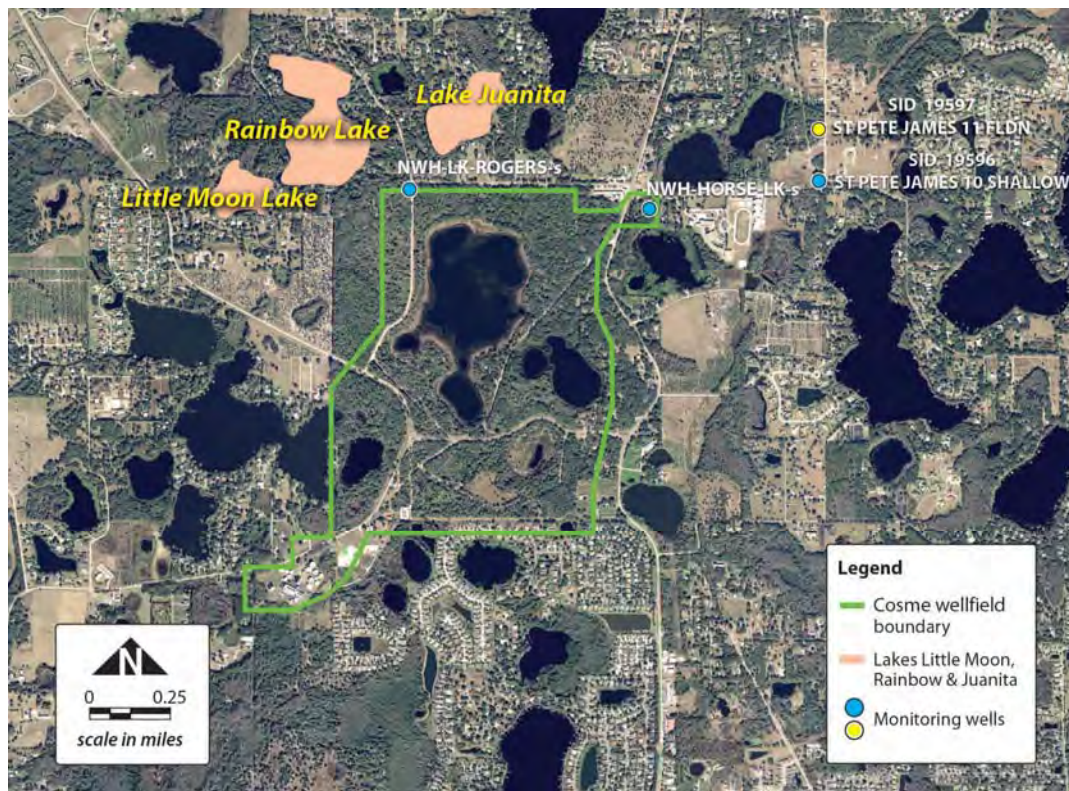 Lake Juanita
Rainbow Lake
Little Moon Lake
NWH-LK-ROGERS-s
NWH-HORSE-LK-s
SID 19597
ST PETE JAMES 11 FLDN
SID 19596
ST PETE JAMES 10 SHALLOW
N
0 0.25
scale in miles
Legend
Cosme wellfield
boundary
Lakes Little Moon,
Rainbow & Juanita
Monitoring wells